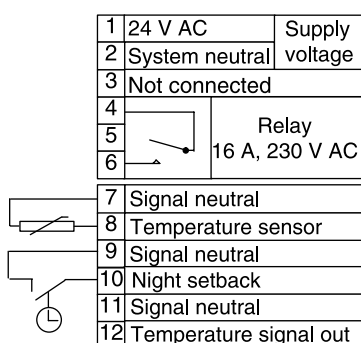 1 24 V AC Supply
2 System neutral voltage
3 Not connected
4
5 Relay
6 16 A, 230 V AC
7 Signal neutral
8 Temperature sensor
9 Signal neutral
10 Night setback
11 Signal neutral
12 Temperature signal out